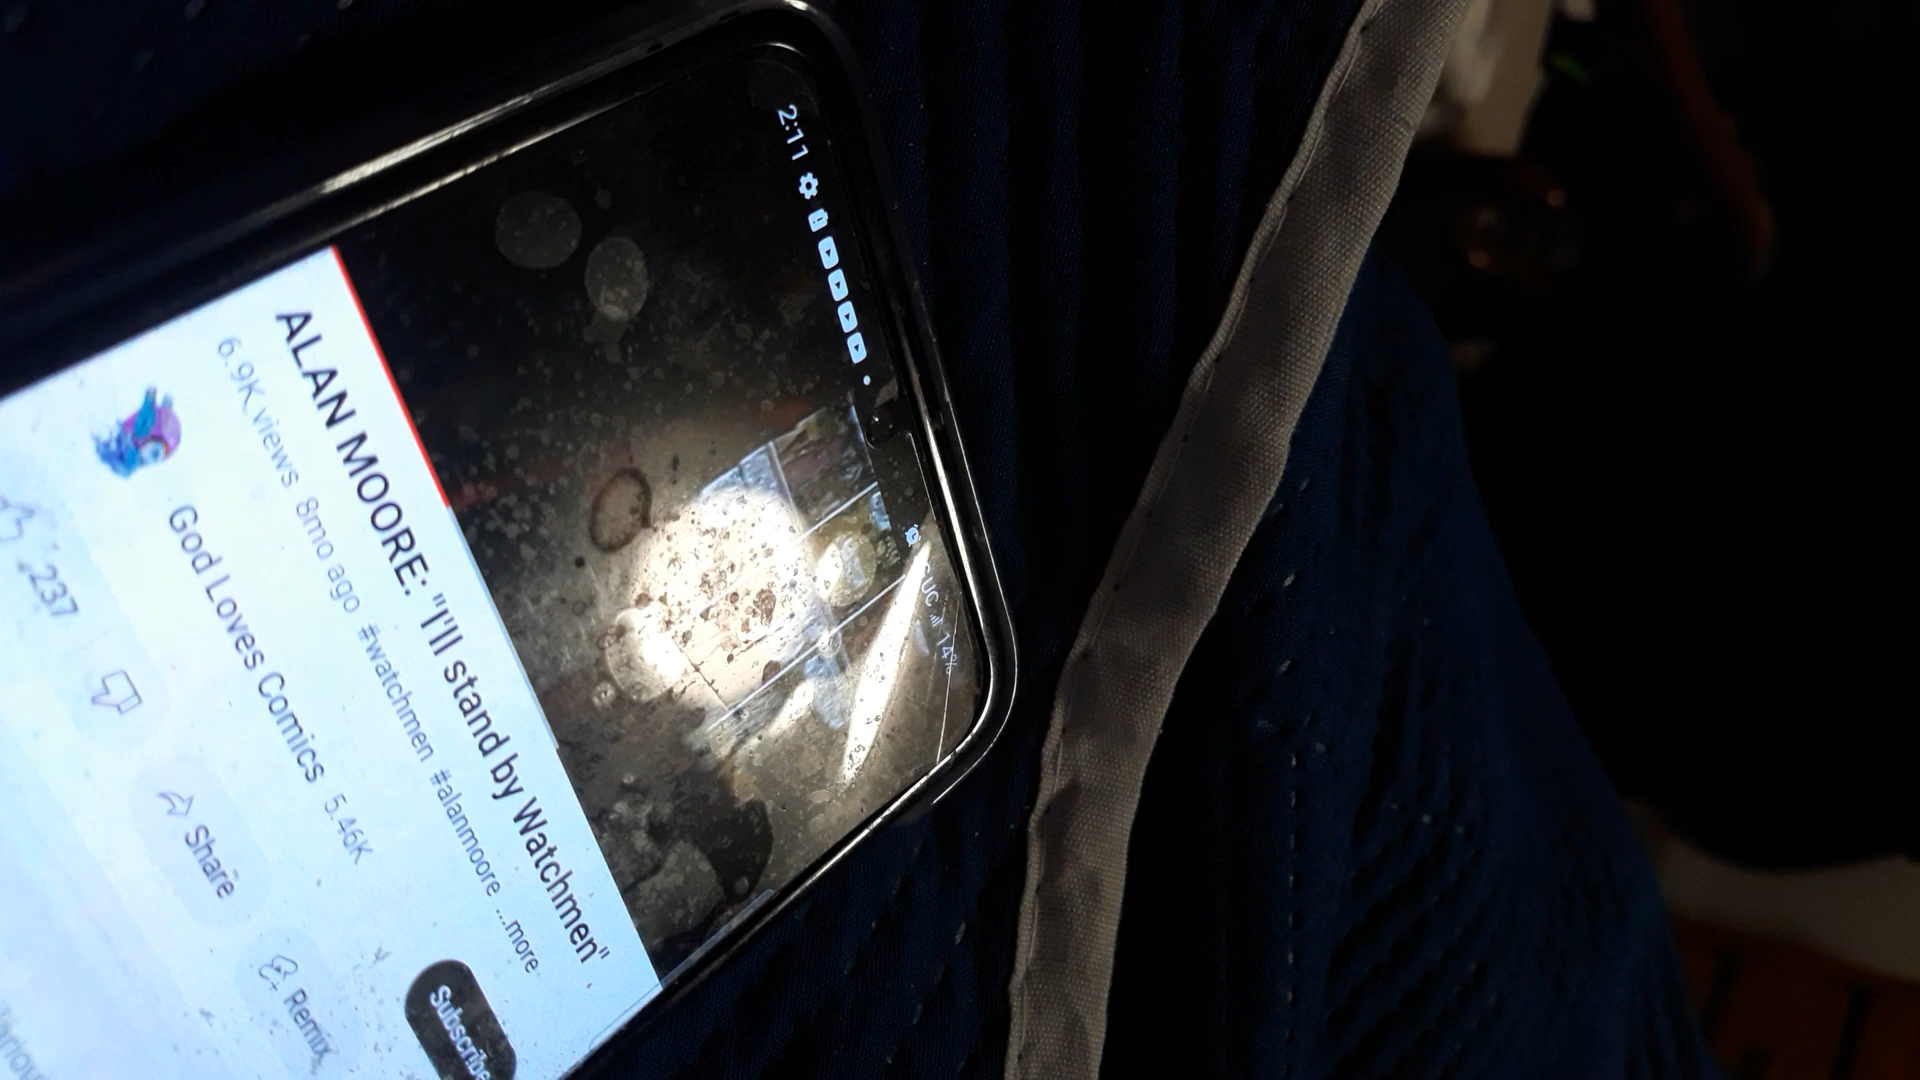 2:11
14%
ALAN MOORE: "I'll stand by Watchmen"
6.9K views 8mo ago #watchmen #alanmoore ...more
God Loves Comics 5.46K
Subscribe
237
Share
Remix